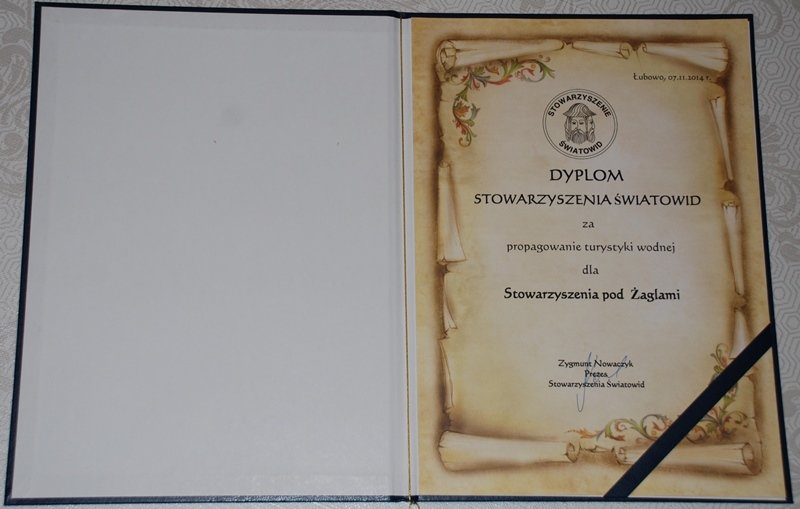 Łubowo, 07.11.2014 r.
STOWARZYSZENIE
ŚWIATOWID
DYPLOM
STOWARZYSZENIA ŚWIATOWID
za
propagowanie turystyki wodnej
dla
Stowarzyszenia pod Żaglami
Zygmunt Nowaczyk
Prezes
Stowarzyszenia Światowid